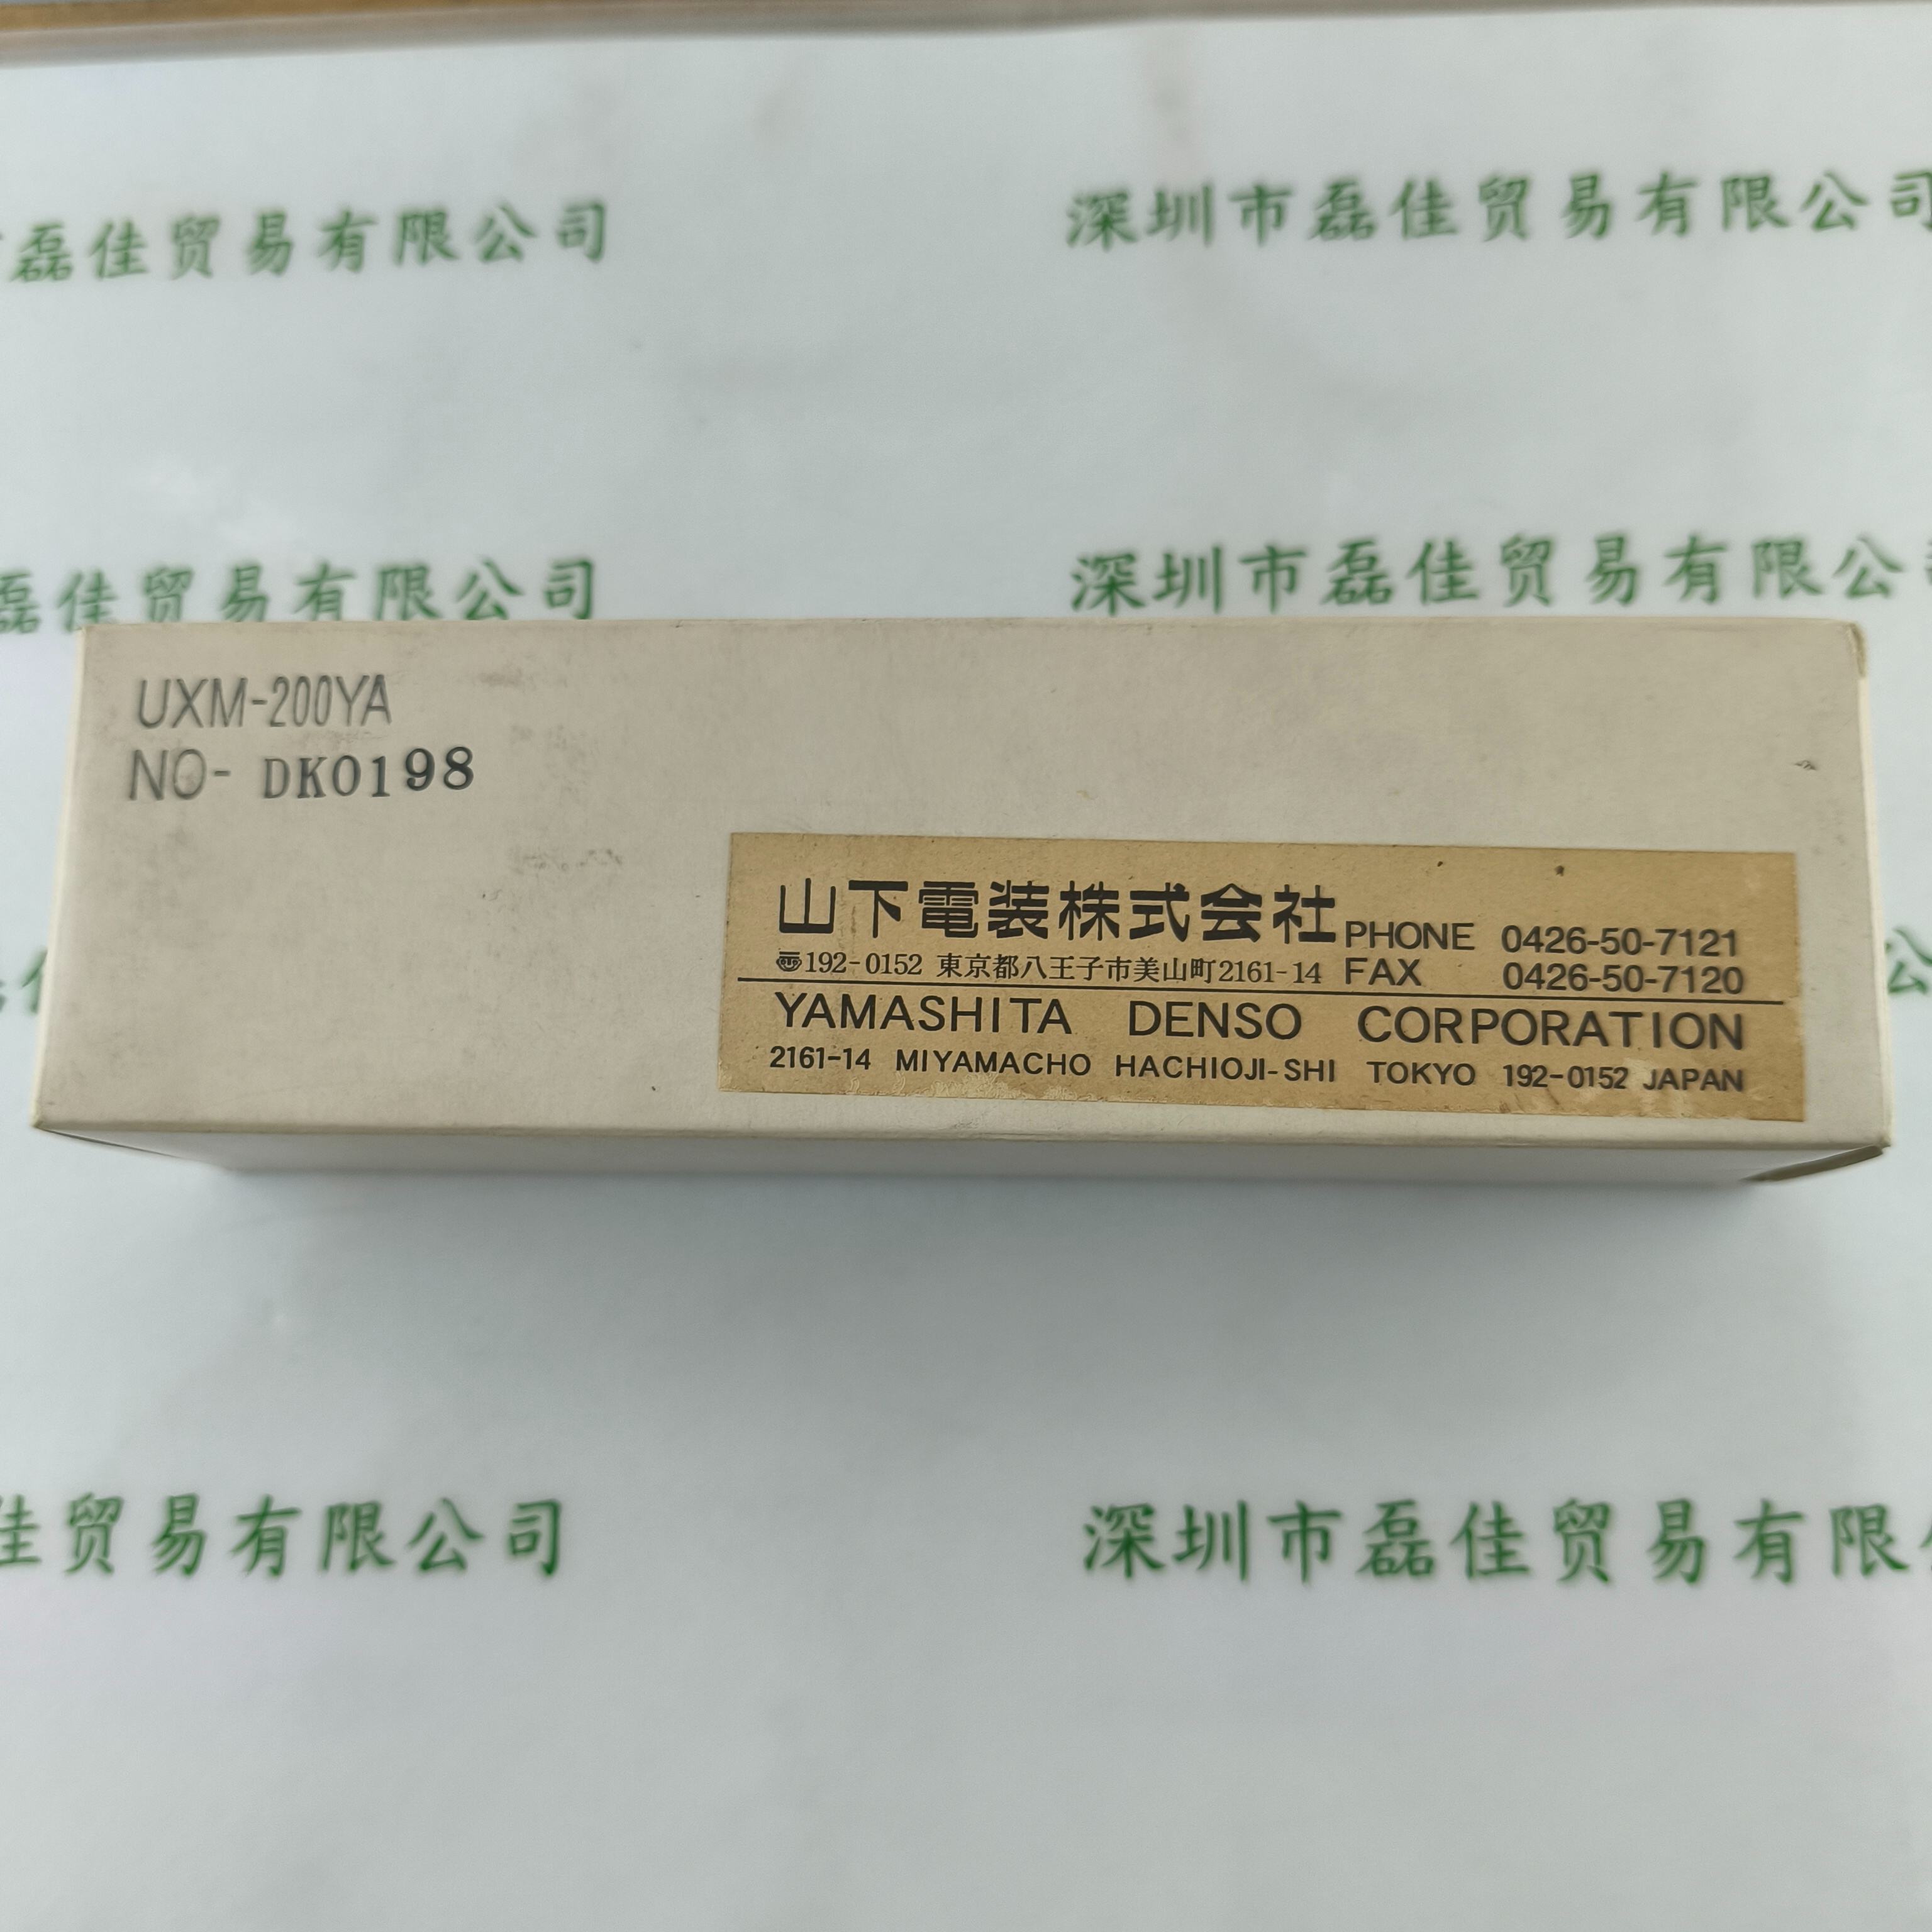 磊佳贸易有限公司
深圳市磊佳贸易有限公司
磊佳贸易有限公司
深圳市磊佳贸易有限公
UXM-200YA
NO- DK0198
山下電装株式会社 PHONE 0426-50-7121
192-0152 東京都八王子市美山町2161-14 FAX 0426-50-7120
YAMASHITA DENSO CORPORATION
2161-14 MIYAMACHO HACHIOJI-SHI TOKYO 192-0152 JAPAN
佳贸易有限公司
深圳市磊佳贸易有限